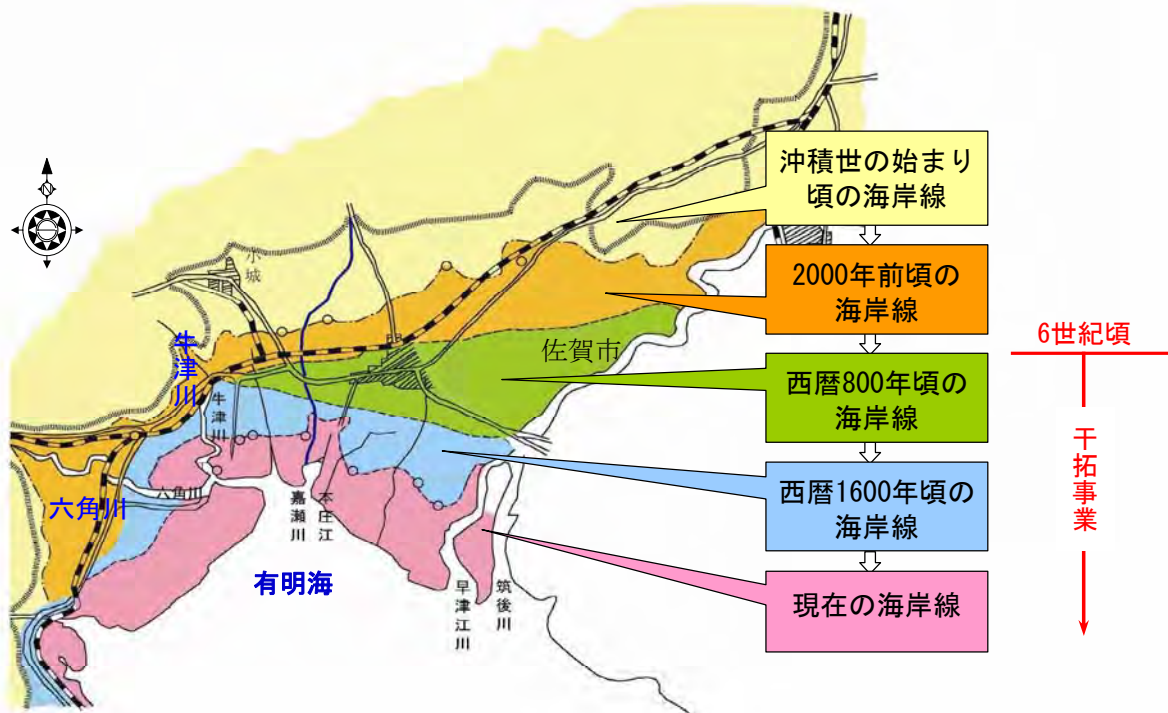 沖積世の始まり
頃の海岸線
2000年前頃の
海岸線
西暦800年頃の
海岸線
西暦1600年頃の
海岸線
現在の海岸線
6世紀頃
干拓事業
N
小城
佐賀市
牛津川
牛津川
六角川
六角川
嘉瀬川
本庄江
有明海
早津江川
筑後川